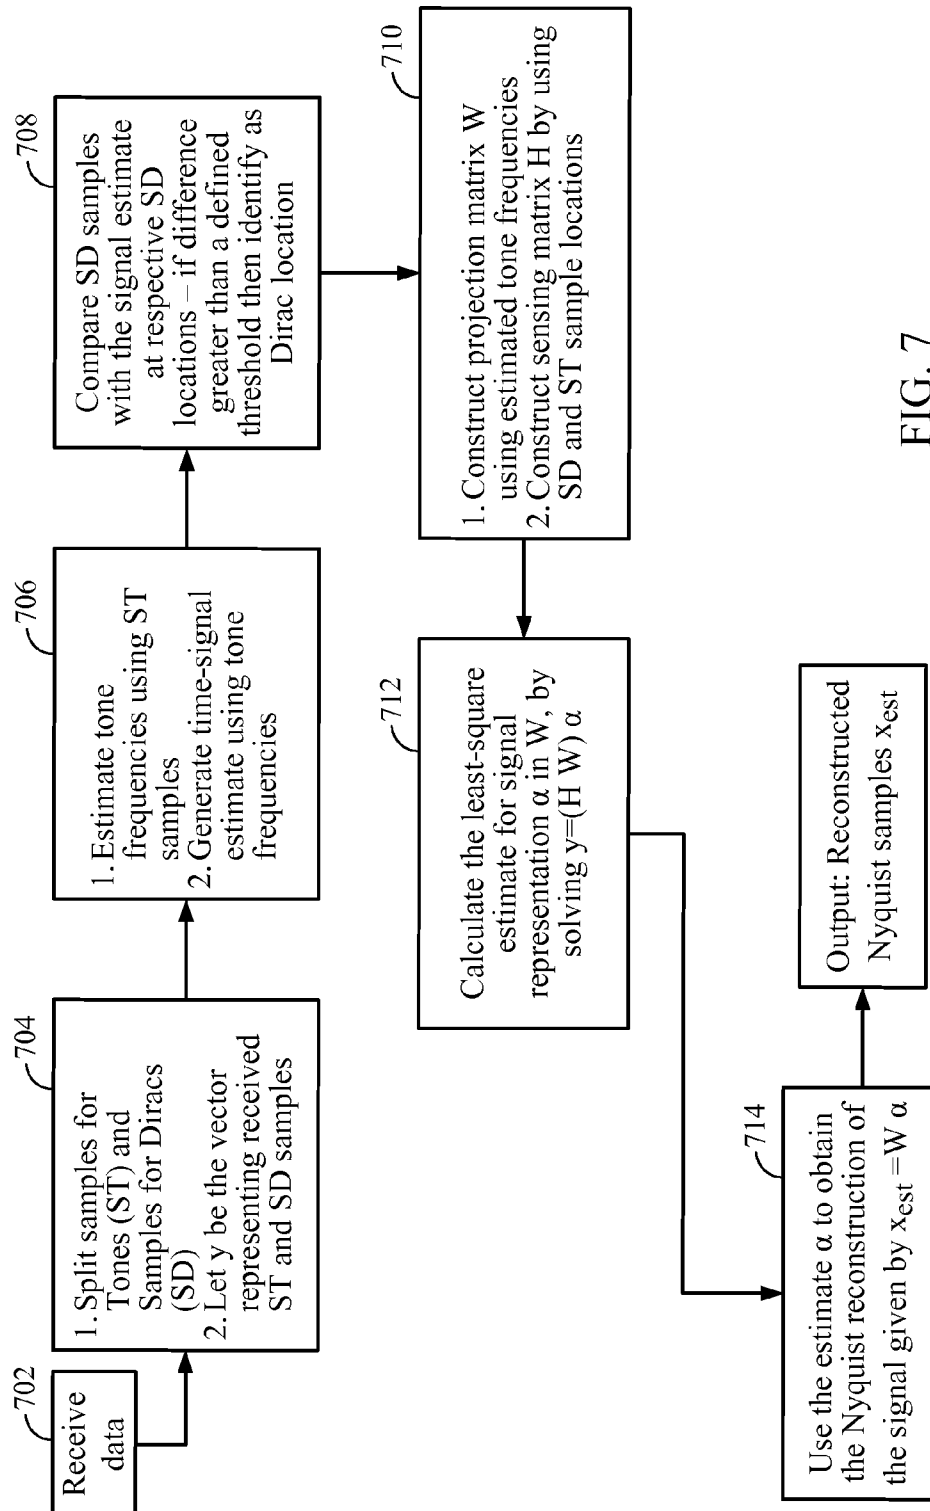 702
Receive
data
704
1. Split samples for
Tones (ST) and
Samples for Diracs
(SD)
2. Let y be the vector
representing received
ST and SD samples
706
1. Estimate tone
frequencies using ST
samples
2. Generate time-signal
estimate using tone
frequencies
708
Compare SD samples
with the signal estimate
at respective SD
locations – if difference
greater than a defined
threshold then identify as
Dirac location
710
1. Construct projection matrix W
using estimated tone frequencies
2. Construct sensing matrix H by using
SD and ST sample locations
712
Calculate the least-square
estimate for signal
representation α in W, by
solving y=(H W) α
714
Use the estimate α to obtain
the Nyquist reconstruction of
the signal given by xest =W α
Output: Reconstructed
Nyquist samples xest
FIG. 7